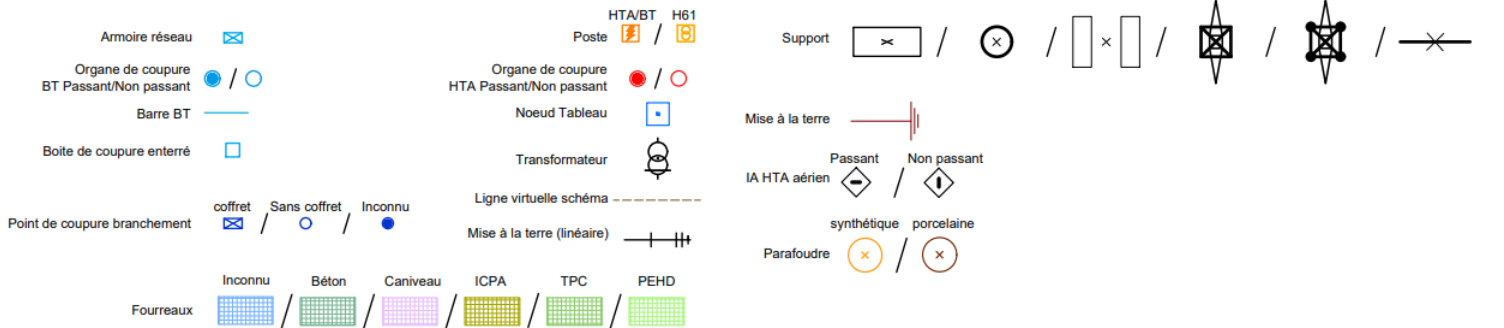 Armoire réseau
Organe de coupure
BT Passant/Non passant
/
Barre BT
Boite de coupure enterré
Point de coupure branchement
coffret / Sans coffret / Inconnu
Fourreaux
Inconnu / Béton / Caniveau / ICPA / TPC / PEHD
Poste
HTA/BT / H61
Organe de coupure
HTA Passant/Non passant
/
Noeud Tableau
Transformateur
Ligne virtuelle schéma
Mise à la terre (linéaire)
Support
/ / / / /
Mise à la terre
IA HTA aérien
Passant / Non passant
Parafoudre
synthétique / porcelaine